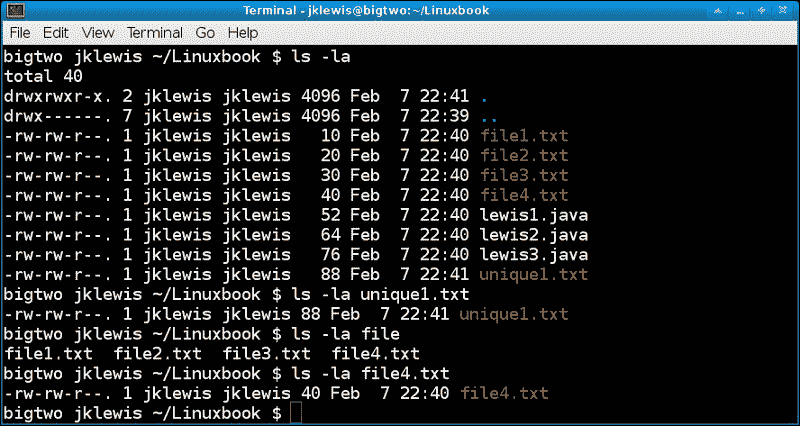 Terminal - jklewis@bigtwo:~/Linuxbook
File Edit View Terminal Go Help
bigtwo jklewis ~/Linuxbook $ ls -la
total 40
drwxrwxr-x. 2 jklewis jklewis 4096 Feb  7 22:41 .
drwx------. 7 jklewis jklewis 4096 Feb  7 22:39 ..
-rw-rw-r--. 1 jklewis jklewis   10 Feb  7 22:40 file1.txt
-rw-rw-r--. 1 jklewis jklewis   20 Feb  7 22:40 file2.txt
-rw-rw-r--. 1 jklewis jklewis   30 Feb  7 22:40 file3.txt
-rw-rw-r--. 1 jklewis jklewis   40 Feb  7 22:40 file4.txt
-rw-rw-r--. 1 jklewis jklewis   52 Feb  7 22:40 lewis1.java
-rw-rw-r--. 1 jklewis jklewis   64 Feb  7 22:40 lewis2.java
-rw-rw-r--. 1 jklewis jklewis   76 Feb  7 22:40 lewis3.java
-rw-rw-r--. 1 jklewis jklewis   88 Feb  7 22:41 unique1.txt
bigtwo jklewis ~/Linuxbook $ ls -la unique1.txt
-rw-rw-r--. 1 jklewis jklewis 88 Feb  7 22:41 unique1.txt
bigtwo jklewis ~/Linuxbook $ ls -la file
file1.txt  file2.txt  file3.txt  file4.txt
bigtwo jklewis ~/Linuxbook $ ls -la file4.txt
-rw-rw-r--. 1 jklewis jklewis 40 Feb  7 22:40 file4.txt
bigtwo jklewis ~/Linuxbook $